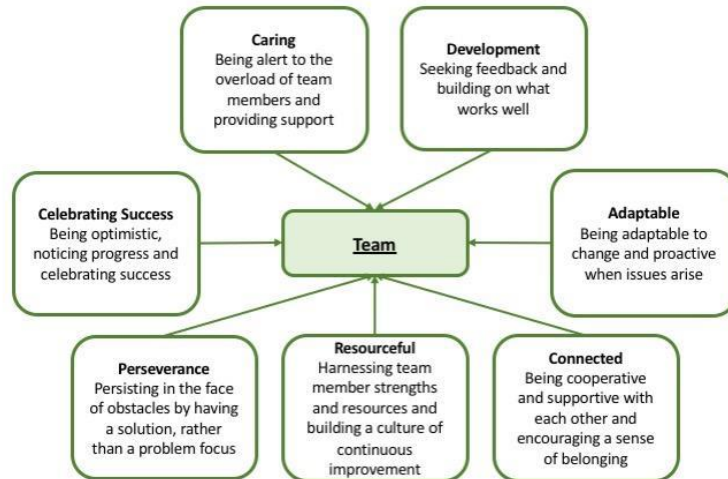 Caring
Being alert to the
overload of team
members and
providing support
Development
Seeking feedback and
building on what
works well
Celebrating Success
Being optimistic,
noticing progress and
celebrating success
Team
Adaptable
Being adaptable to
change and proactive
when issues arise
Perseverance
Persisting in the face
of obstacles by having
a solution, rather
than a problem focus
Resourceful
Harnessing team
member strengths
and resources and
building a culture of
continuous
improvement
Connected
Being cooperative
and supportive with
each other and
encouraging a sense
of belonging